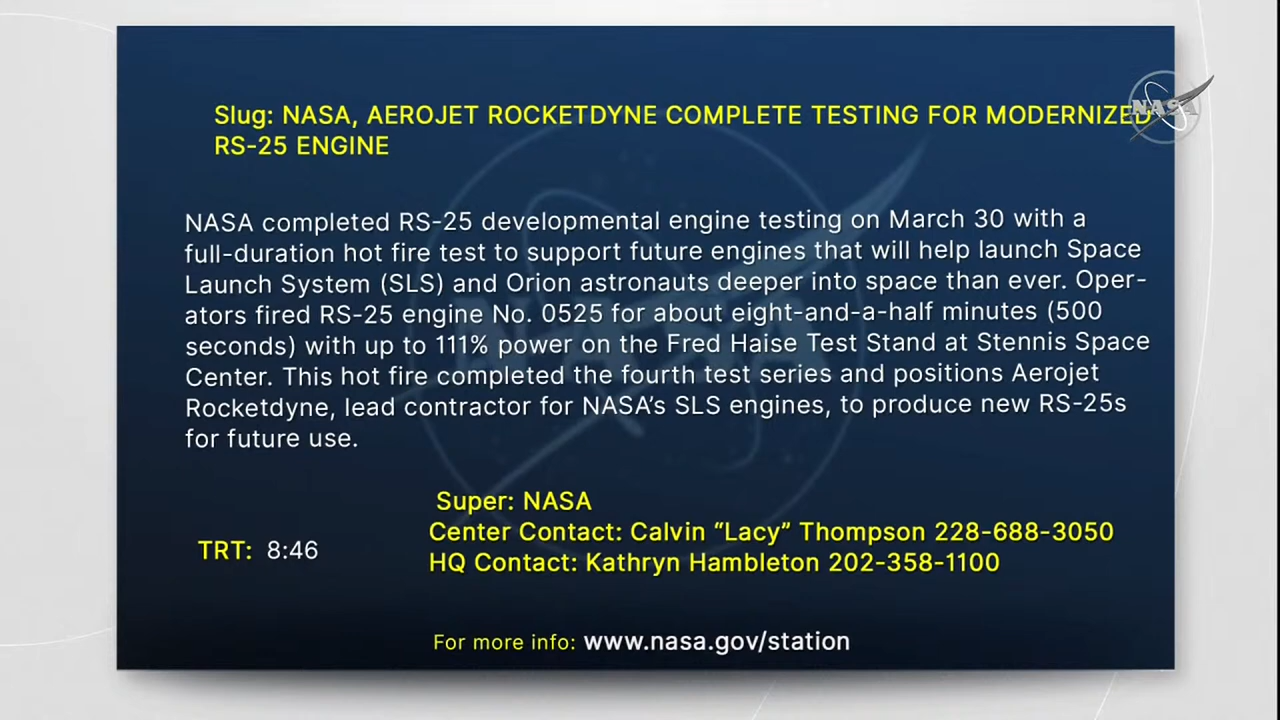 Slug: NASA, AEROJET ROCKETDYNE COMPLETE TESTING FOR MODERNIZED
RS-25 ENGINE
NASA
NASA completed RS-25 developmental engine testing on March 30 with a
full-duration hot fire test to support future engines that will help launch Space
Launch System (SLS) and Orion astronauts deeper into space than ever. Oper-
ators fired RS-25 engine No. 0525 for about eight-and-a-half minutes (500
seconds) with up to 111% power on the Fred Haise Test Stand at Stennis Space
Center. This hot fire completed the fourth test series and positions Aerojet
Rocketdyne, lead contractor for NASA’s SLS engines, to produce new RS-25s
for future use.
Super: NASA
Center Contact: Calvin “Lacy” Thompson 228-688-3050
HQ Contact: Kathryn Hambleton 202-358-1100
TRT: 8:46
For more info: www.nasa.gov/station